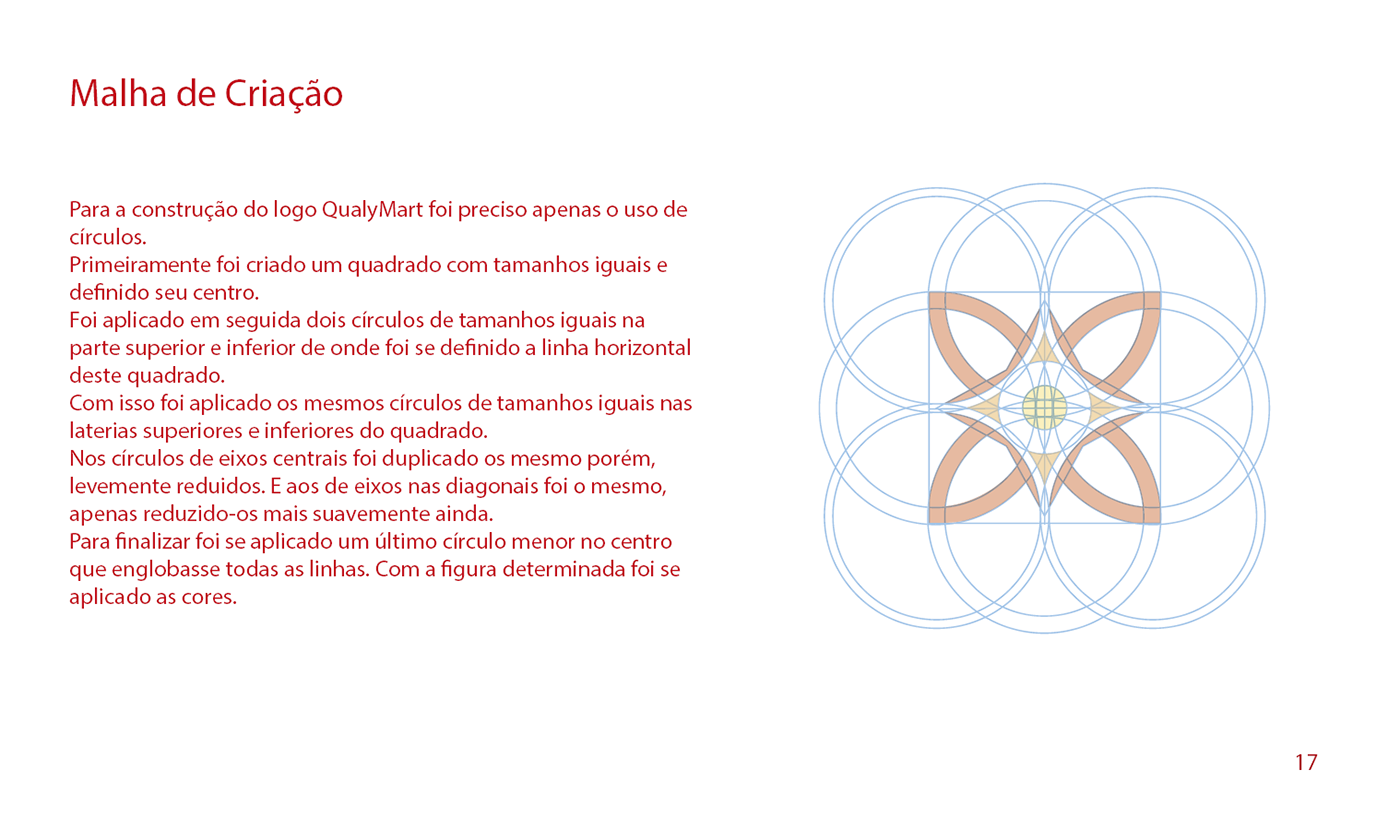 Malha de Criação
Para a construção do logo QualyMart foi preciso apenas o uso de
círculos.
Primeiramente foi criado um quadrado com tamanhos iguais e
definido seu centro.
Foi aplicado em seguida dois círculos de tamanhos iguais na
parte superior e inferior de onde foi se definido a linha horizontal
deste quadrado.
Com isso foi aplicado os mesmos círculos de tamanhos iguais nas
laterias superiores e inferiores do quadrado.
Nos círculos de eixos centrais foi duplicado os mesmo porém,
levemente reduidos. E aos de eixos nas diagonais foi o mesmo,
apenas reduzido-os mais suavemente ainda.
Para finalizar foi se aplicado um último círculo menor no centro
que englobasse todas as linhas. Com a figura determinada foi se
aplicado as cores.
17